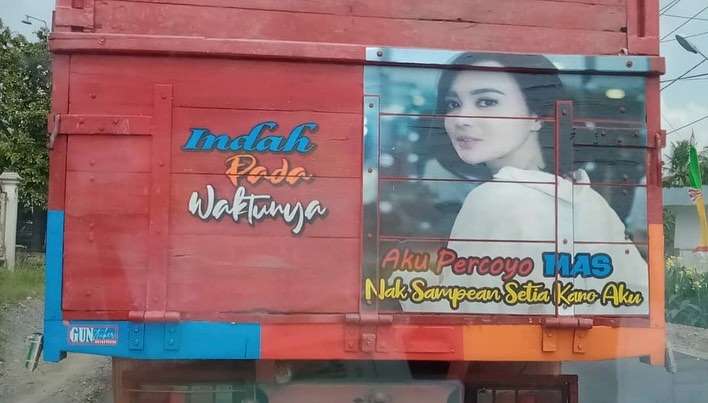 Indah
Pada
Waktunya
Aku Percoyo MAS
Nak Sampean Setia Karo Aku
GUN